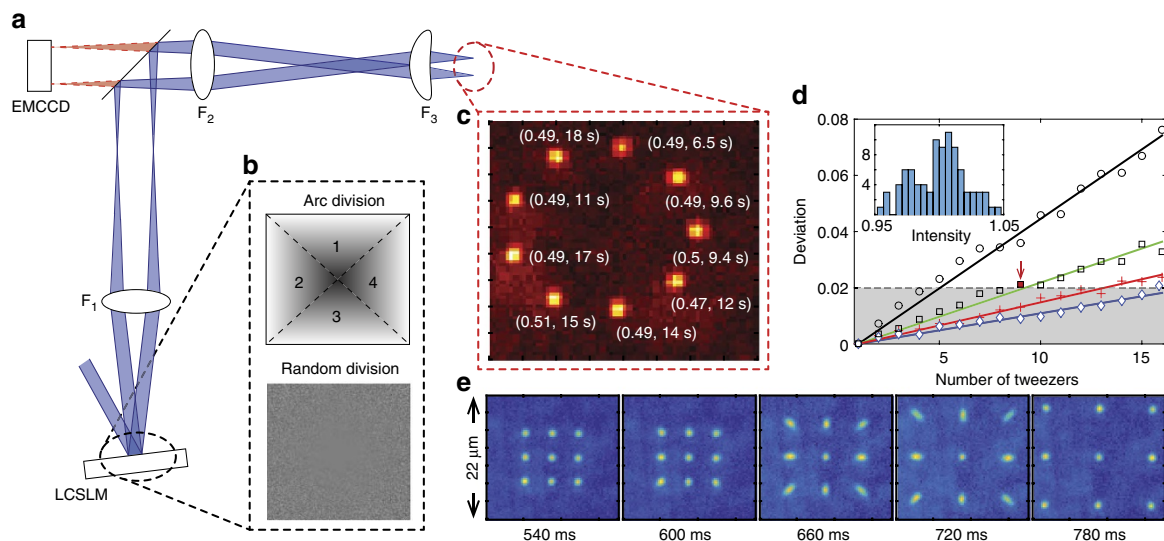 a
EMCCD
F2
F3
F1
LCSLM
b
Arc division
1
2
4
3
Random division
c
(0.49, 18 s)
(0.49, 6.5 s)
(0.49, 11 s)
(0.49, 9.6 s)
(0.49, 17 s)
(0.5, 9.4 s)
(0.47, 12 s)
(0.51, 15 s)
(0.49, 14 s)
d
0.08
0.06
0.04
0.02
0
Deviation
8
4
0.95
1.05
Intensity
5
10
15
Number of tweezers
e
22 μm
540 ms
600 ms
660 ms
720 ms
780 ms